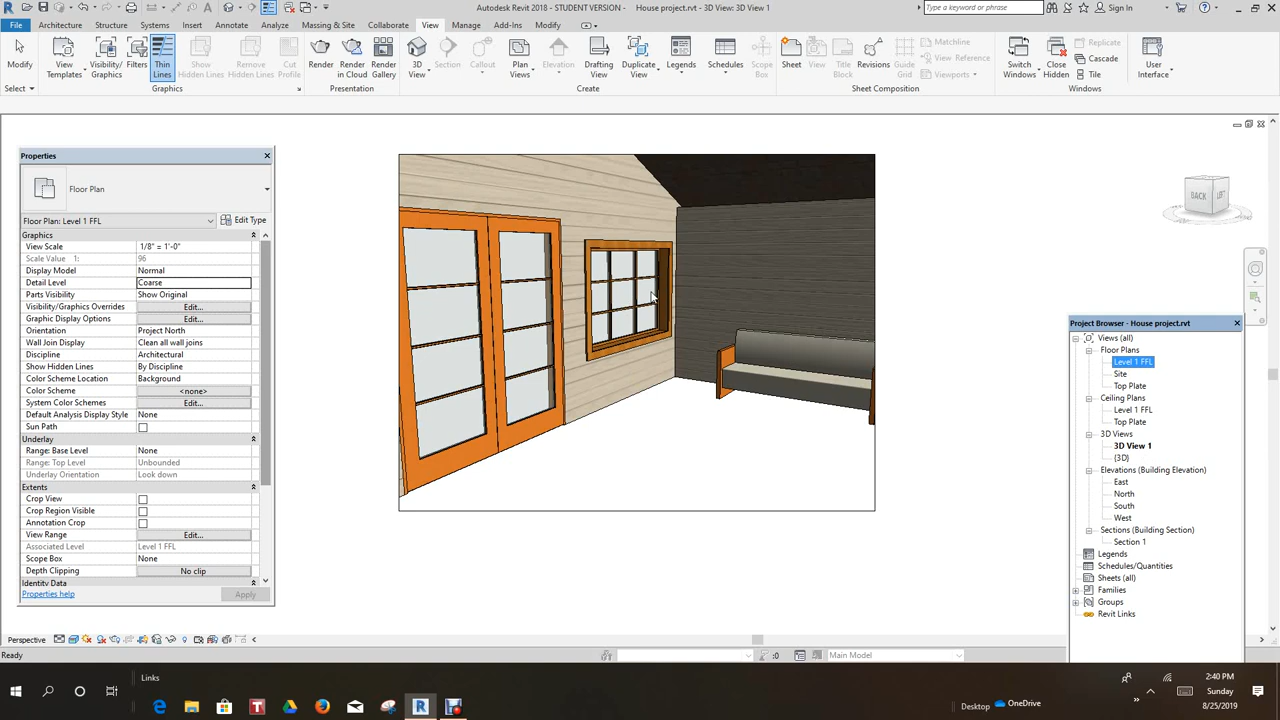 Autodesk Revit 2018 - STUDENT VERSION - House project.rvt - 3D View: 3D View 1
Type a keyword or phrase
Sign In
File Architecture Structure Systems Insert Annotate Analyze Massing & Site Collaborate View Manage Add-Ins Modify
Modify
View Templates
Visibility/ Graphics
Filters
Thin Lines
Show Hidden Lines
Remove Hidden Lines
Cut Profile
Render
Render in Cloud
Render Gallery
3D View
Section
Callout
Plan Views
Elevation
Drafting View
Duplicate View
Legends
Schedules
Scope Box
Sheet
View
Title Block
Revisions
Guide Grid
Matchline
View Reference
Viewports
Switch Windows
Close Hidden
Replicate
Cascade
Tile
User Interface
Select Graphics Presentation Create Sheet Composition Windows
Properties
Floor Plan
Floor Plan: Level 1 FFL Edit Type
Graphics
View Scale 1/8" = 1'-0"
Scale Value 1: 96
Display Model Normal
Detail Level Coarse
Parts Visibility Show Original
Visibility/Graphics Overrides Edit...
Graphic Display Options Edit...
Orientation Project North
Wall Join Display Clean all wall joins
Discipline Architectural
Show Hidden Lines By Discipline
Color Scheme Location Background
Color Scheme <none>
System Color Schemes Edit...
Default Analysis Display Style None
Sun Path
Underlay
Range: Base Level None
Range: Top Level Unbounded
Underlay Orientation Look down
Extents
Crop View
Crop Region Visible
Annotation Crop
View Range Edit...
Associated Level Level 1 FFL
Scope Box None
Depth Clipping No clip
Identity Data
Properties help Apply
BACK LEFT
Project Browser - House project.rvt
Views (all)
Floor Plans
Level 1 FFL
Site
Top Plate
Ceiling Plans
Level 1 FFL
Top Plate
3D Views
3D View 1
{3D}
Elevations (Building Elevation)
East
North
South
West
Sections (Building Section)
Section 1
Legends
Schedules/Quantities
Sheets (all)
Families
Groups
Revit Links
Perspective
Ready
:0
Main Model
Links
2:40 PM
Sunday
8/25/2019
Desktop OneDrive